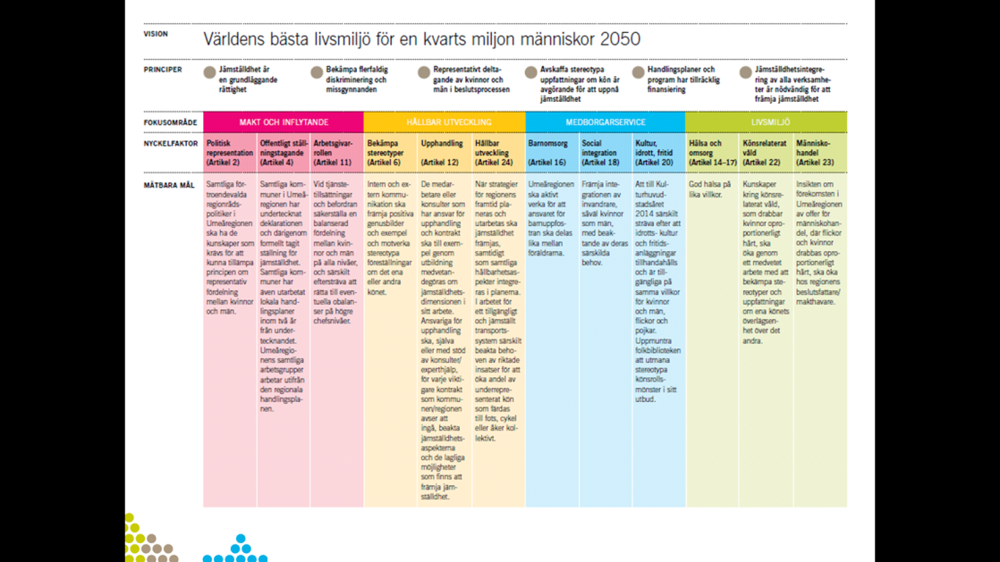 VISION
Världens bästa livsmiljö för en kvarts miljon människor 2050
PRINCIPER
Jämställdhet är
en grundläggande
rättighet
Bekämpa flerfaldig
diskriminering och
missgynnanden
Representativt delta-
gande av kvinnor och
män i beslutsprocessen
Avskaffa stereotypa
uppfattningar om kön är
avgörande för att uppnå
jämställdhet
Handlingsplaner och
program har tillräcklig
finansiering
Jämställdhetsintegre-
ring av alla verksamhe-
ter är nödvändig för att
främja jämställdhet
FOKUSOMRÅDE
MAKT OCH INFLYTANDE
HÅLLBAR UTVECKLING
MEDBORGARSERVICE
LIVSMILJÖ
NYCKELFAKTOR
Politisk
representation
(Artikel 2)
Offentligt ställ-
ningstagande
(Artikel 4)
Arbetsgivar-
rollen
(Artikel 11)
Bekämpa
stereotyper
(Artikel 6)
Upphandling
(Artikel 12)
Hållbar
utveckling
(Artikel 24)
Barnomsorg
(Artikel 16)
Social
integration
(Artikel 18)
Kultur,
idrott, fritid
(Artikel 20)
Hälsa och
omsorg
(Artikel 14–17)
Könsrelaterat
våld
(Artikel 22)
Människo-
handel
(Artikel 23)
MÄTBARA MÅL
Samtliga för-
troendevalda
regionråds-
politiker i
Umeåregionen
ska ha de
kunskaper som
krävs för att
kunna tillämpa
principen om
representativ
fördelning
mellan kvinnor
och män.
Samtliga kom-
muner i Umeå-
regionen har
undertecknat
deklarationen
och därigenom
formellt tagit
ställning för
jämställdhet.
Samtliga kom-
muner har
även utarbetat
lokala hand-
lingsplaner
inom två år
från under-
tecknandet.
Umeåregio-
nens samtliga
arbetsgrupper
arbetar utifrån
den regionala
handlingspla-
nen.
Vid tjänste-
tillsättningar
och befordran
säkerställa en
balanserad
fördelning
mellan kvin-
nor och män
på alla nivåer,
och särskilt
eftersträva att
rätta till even-
tuella obalan-
ser på högre
chefsnivåer.
Intern och ex-
tern kommu-
nikation ska
främja positiva
genusbilder
och exempel
och motverka
stereotypa
föreställningar
om det ena
eller andra
könet.
De medar-
betare eller
konsulter som
har ansvar för
upphandling
och kontrakt
ska till exem-
pel genom
utbildning
medvetan-
degöras om
jämställdhets-
dimensionen i
sitt arbete.
Ansvariga för
upphandling
ska, själva
eller med stöd
av konsulter/
experthjälp,
för varje vikti-
gare kontrakt
som kommu-
nen/regionen
avser att
ingå, beakta
jämställdhets-
aspekterna
och de lagliga
möjligheter
som finns att
främja jäm-
ställdhet.
När strategier
för regionens
framtid pla-
neras och
utarbetas ska
jämställdhet
främjas,
samtidigt
som samtliga
hållbarhetsas-
pekter integre-
ras i planerna.
I arbetet för
ett tillgängligt
och jämställt
transports-
system särskilt
beakta beho-
ven av riktade
insatser för att
öka andel av
underrepre-
senterat kön
som färdas
till fots, cykel
eller åker kol-
lektivt.
Umeåregionen
ska aktivt
verka för att
ansvaret för
barnuppfos-
tran ska delas
lika mellan
föräldrarna.
Främja inte-
grationen av
invandrare,
såväl kvinnor
som män,
med beak-
tande av deras
särskilda
behov.
Att till Kul-
turhuvud-
stadsåret
2014 särskilt
sträva efter att
idrotts- kultur
och fritids-
anläggningar
tillhandahålls
och är till-
gängliga på
samma villkor
för kvinnor
och män,
flickor och
pojkar.
Uppmuntra
folkbiblioteken
att utmana
stereotypa
könsrolls-
mönster i sitt
utbud.
God hälsa på
lika villkor.
Kunskaper
kring könsre-
laterat våld,
som drabbar
kvinnor opro-
portionerligt
hårt, ska
öka genom
ett medvetet
arbete med att
bekämpa ste-
reotyper och
uppfattningar
om ena könets
överlägsen-
het över det
andra.
Insikten om
förekomsten i
Umeåregionen
av offer för
människohan-
del, där flickor
och kvinnor
drabbas opro-
portionerligt
hårt, ska öka
hos regionens
beslutsfattare/
makthavare.